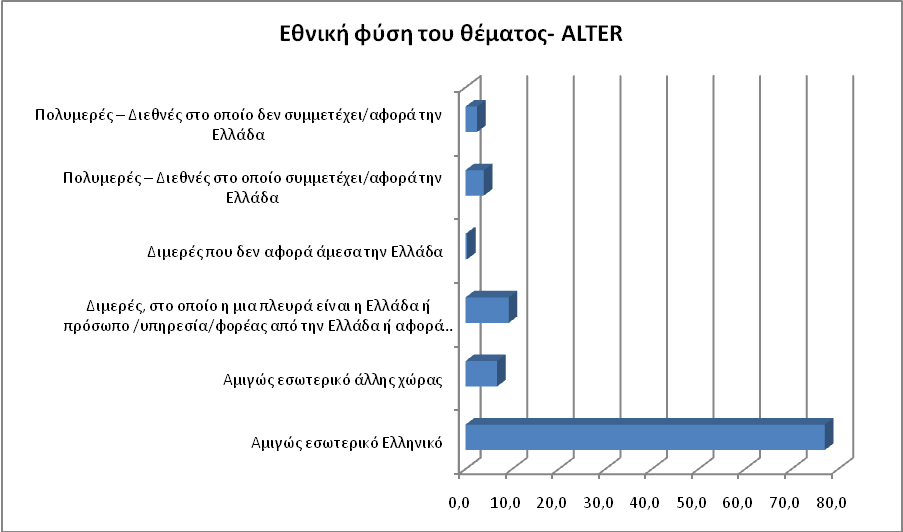 Εθνική φύση του θέματος- ALTER
Πολυμερές – Διεθνές στο οποίο δεν συμμετέχει/αφορά την
Ελλάδα
Πολυμερές – Διεθνές στο οποίο συμμετέχει/αφορά την
Ελλάδα
Διμερές που δεν αφορά άμεσα την Ελλάδα
Διμερές, στο οποίο η μια πλευρά είναι η Ελλάδα ή
πρόσωπο /υπηρεσία/φορέας από την Ελλάδα ή αφορά..
Αμιγώς εσωτερικό άλλης χώρας
Αμιγώς εσωτερικό Ελληνικό
0,0 10,0 20,0 30,0 40,0 50,0 60,0 70,0 80,0